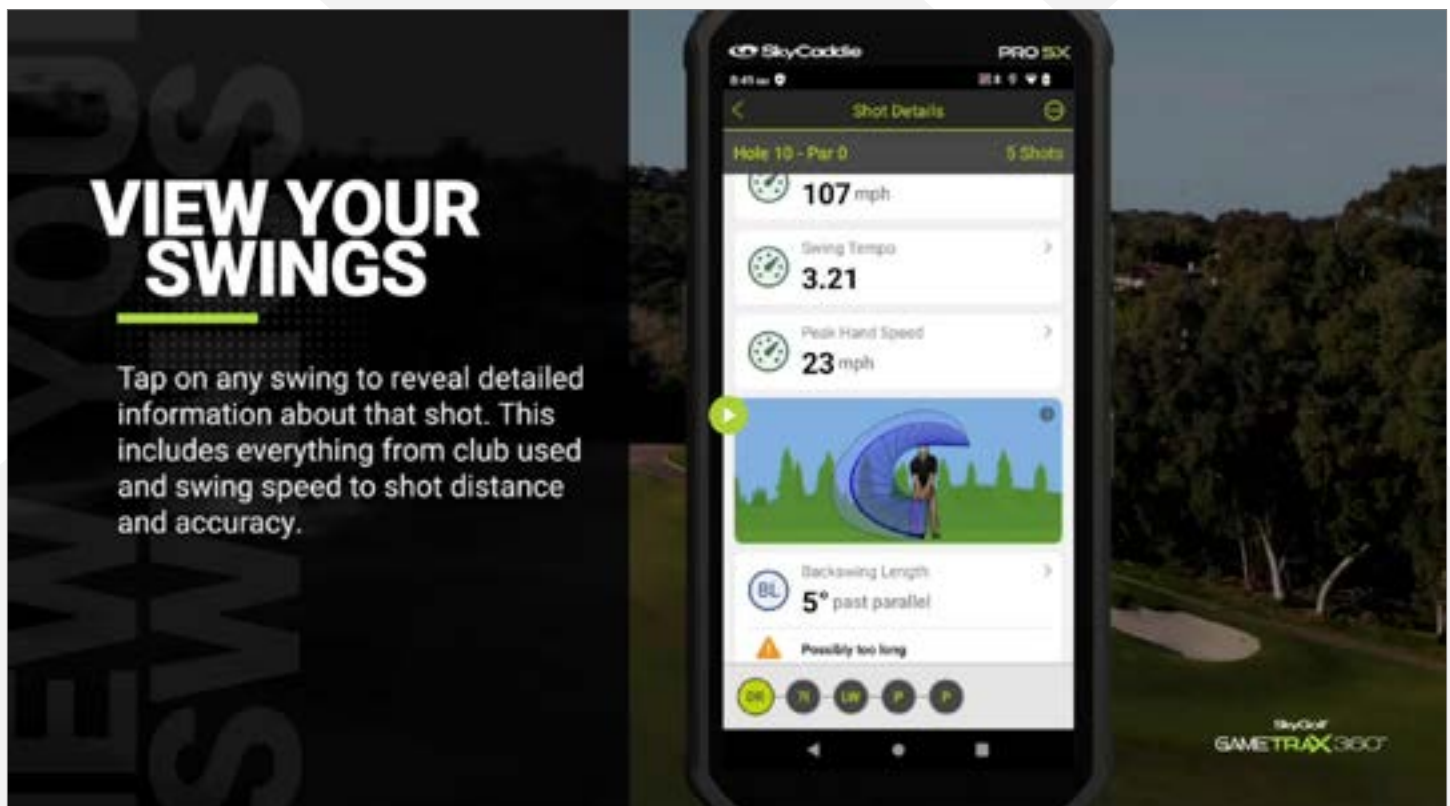 VIEW YOUR
SWINGS
Tap on any swing to reveal detailed
information about that shot. This
includes everything from club used
and swing speed to shot distance
and accuracy.
SkyCaddie PRO 5X
Shot Details
Hole 10 - Par 0 5 Shots
107 mph
Swing Tempo
3.21
Peak Hand Speed
23 mph
Backswing Length
BL
5° past parallel
Possibly too long
DR 7I LW P P
SkyGolf
GAMETRAX 360°